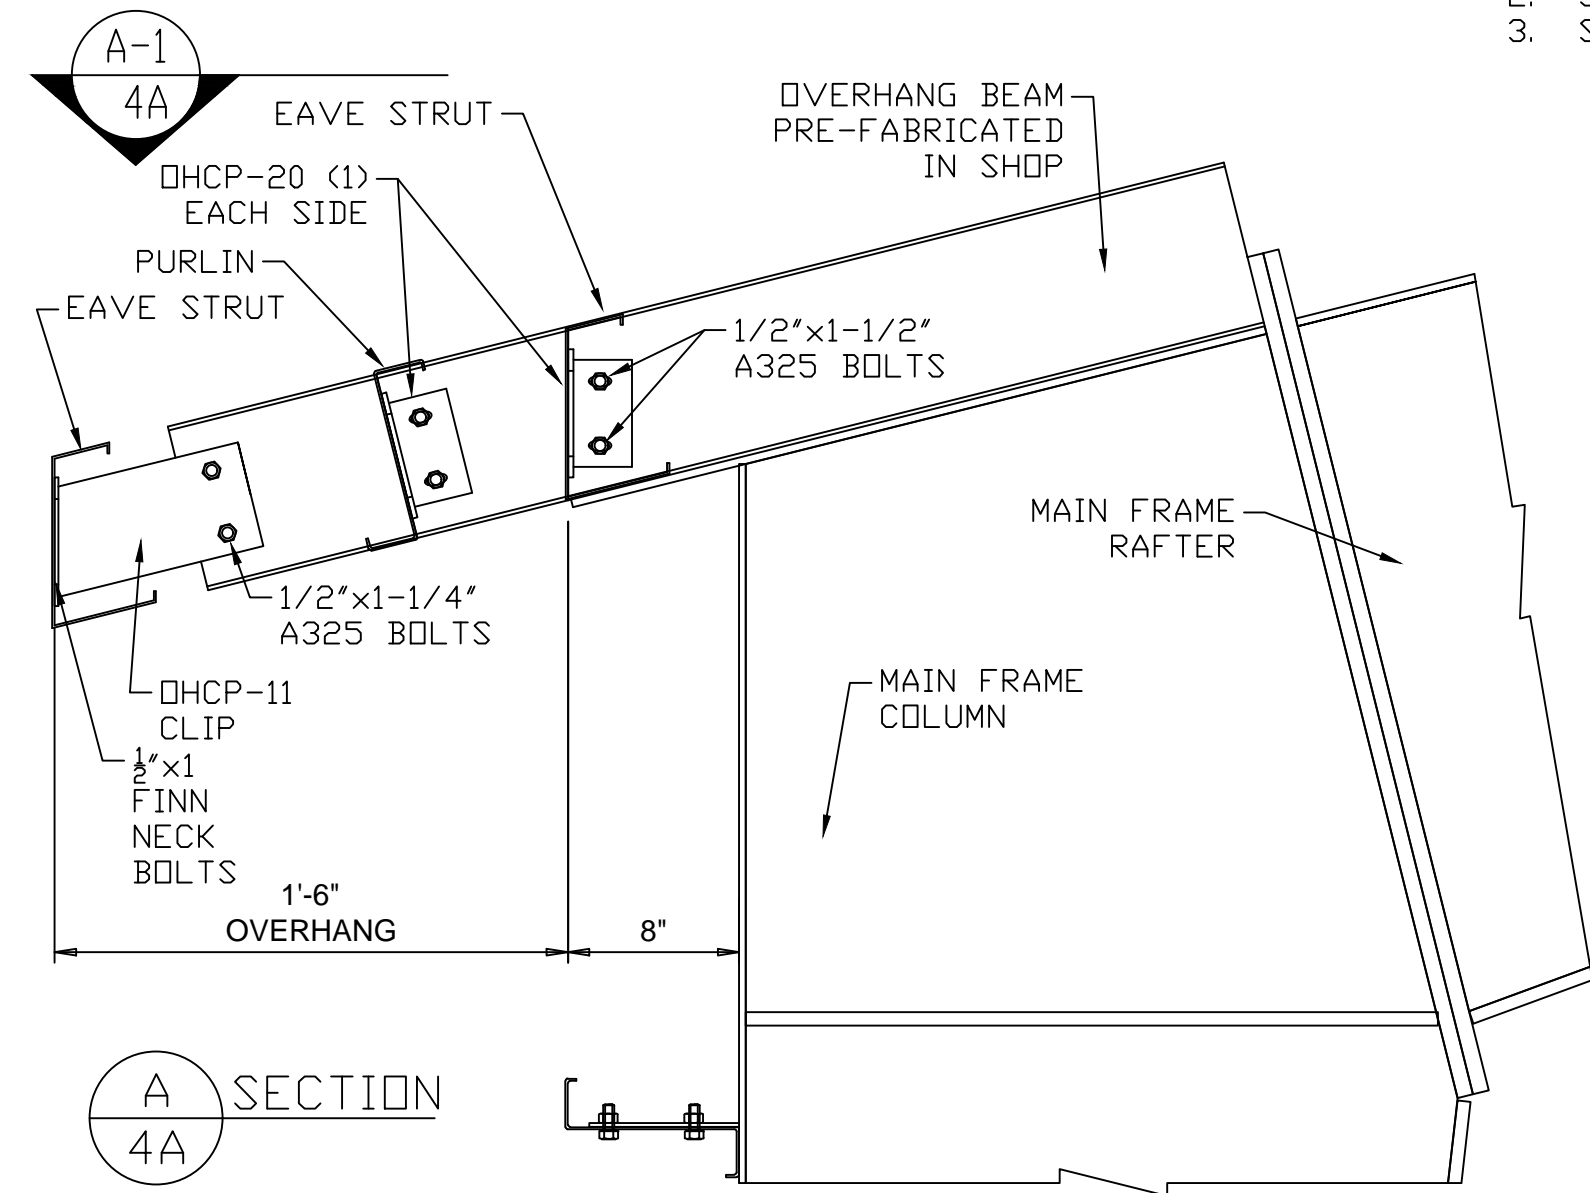 3.
A-1
4A
EAVE STRUT
OVERHANG BEAM
PRE-FABRICATED
IN SHOP
OHCP-20 (1)
EACH SIDE
PURLIN
EAVE STRUT
1/2"x1-1/2"
A325 BOLTS
MAIN FRAME
RAFTER
1/2"x1-1/4"
A325 BOLTS
OHCP-11
CLIP
MAIN FRAME
COLUMN
1/2"x1
FINN
NECK
BOLTS
1'-6"
OVERHANG
8"
A
4A
SECTION